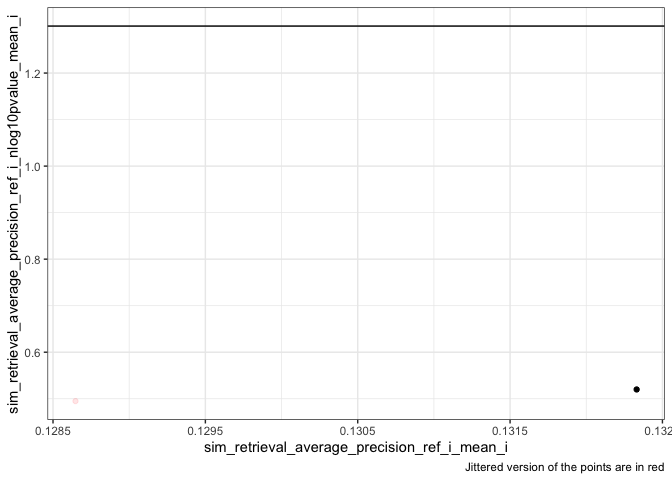 sim_retrieval_average_precision_ref_i_nlog10pvalue_mean_i
1.2
1.0
0.8
0.6
0.1285 0.1295 0.1305 0.1315 0.132
sim_retrieval_average_precision_ref_i_mean_i
Jittered version of the points are in red